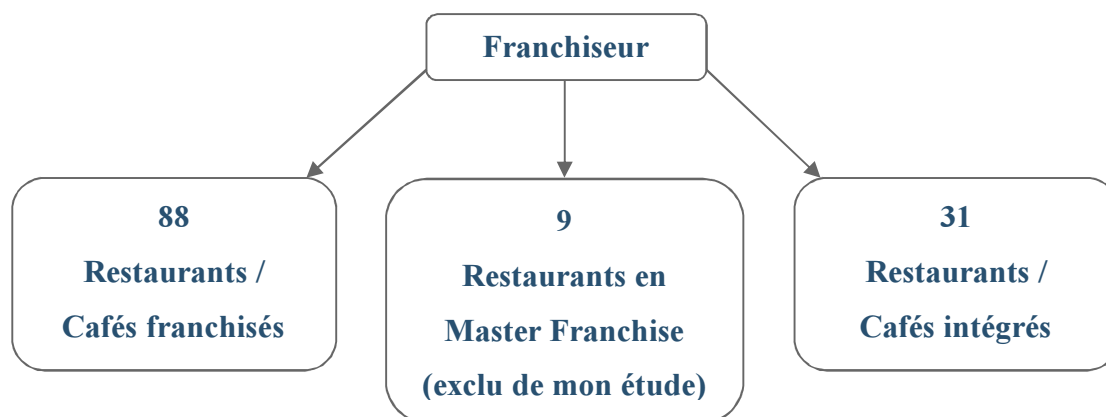 Franchiseur
88
Restaurants /
Cafés franchisés
9
Restaurants en
Master Franchise
(exclu de mon étude)
31
Restaurants /
Cafés intégrés